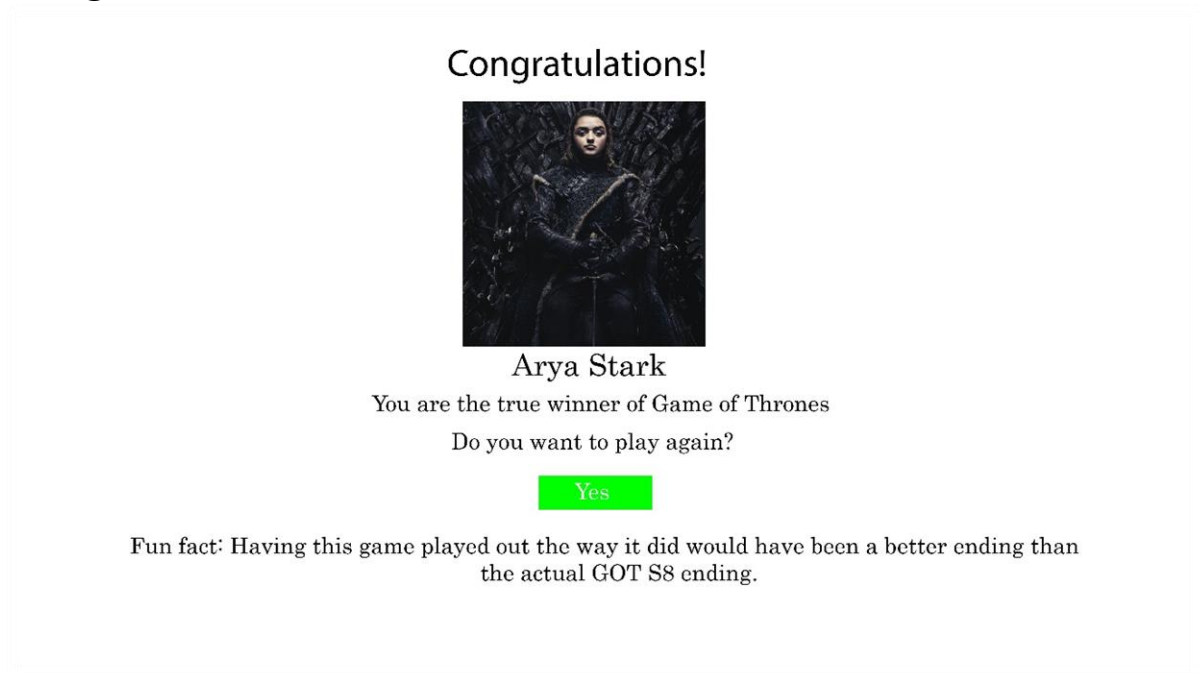 Congratulations!
Arya Stark
You are the true winner of Game of Thrones
Do you want to play again?
Yes
Fun fact: Having this game played out the way it did would have been a better ending than
the actual GOT S8 ending.